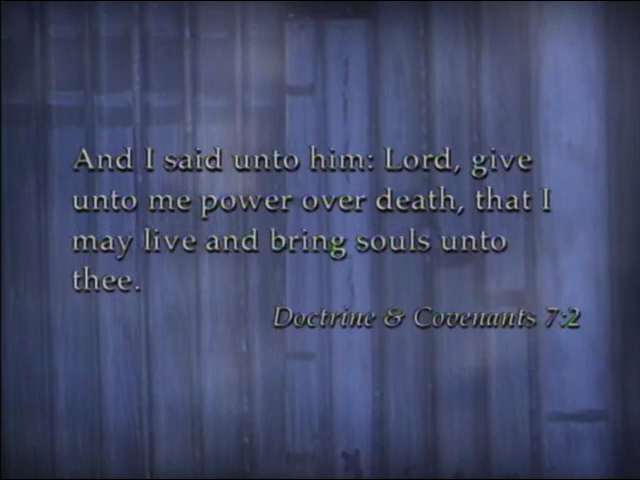 And I said unto him: Lord, give
unto me power over death, that I
may live and bring souls unto
thee.
Doctrine & Covenants 7:2